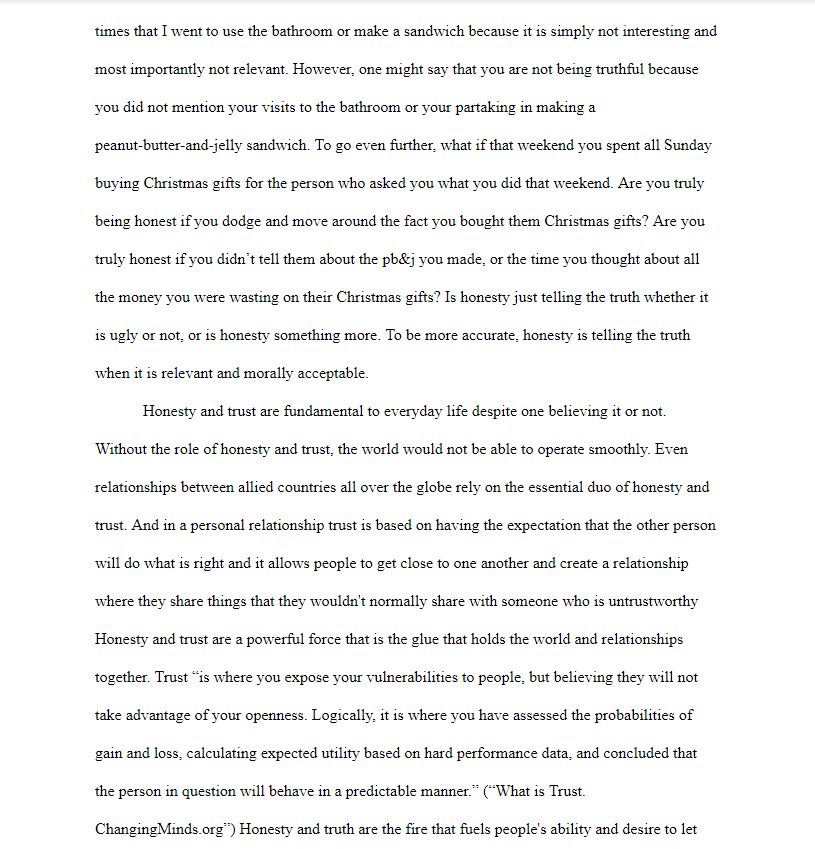 times that I went to use the bathroom or make a sandwich because it is simply not interesting and
most importantly not relevant. However, one might say that you are not being truthful because
you did not mention your visits to the bathroom or your partaking in making a
peanut-butter-and-jelly sandwich. To go even further, what if that weekend you spent all Sunday
buying Christmas gifts for the person who asked you what you did that weekend. Are you truly
being honest if you dodge and move around the fact you bought them Christmas gifts? Are you
truly honest if you didn’t tell them about the pb&j you made, or the time you thought about all
the money you were wasting on their Christmas gifts? Is honesty just telling the truth whether it
is ugly or not, or is honesty something more. To be more accurate, honesty is telling the truth
when it is relevant and morally acceptable.
Honesty and trust are fundamental to everyday life despite one believing it or not.
Without the role of honesty and trust, the world would not be able to operate smoothly. Even
relationships between allied countries all over the globe rely on the essential duo of honesty and
trust. And in a personal relationship trust is based on having the expectation that the other person
will do what is right and it allows people to get close to one another and create a relationship
where they share things that they wouldn't normally share with someone who is untrustworthy
Honesty and trust are a powerful force that is the glue that holds the world and relationships
together. Trust “is where you expose your vulnerabilities to people, but believing they will not
take advantage of your openness. Logically, it is where you have assessed the probabilities of
gain and loss, calculating expected utility based on hard performance data, and concluded that
the person in question will behave in a predictable manner.” (“What is Trust.
ChangingMinds.org”) Honesty and truth are the fire that fuels people's ability and desire to let